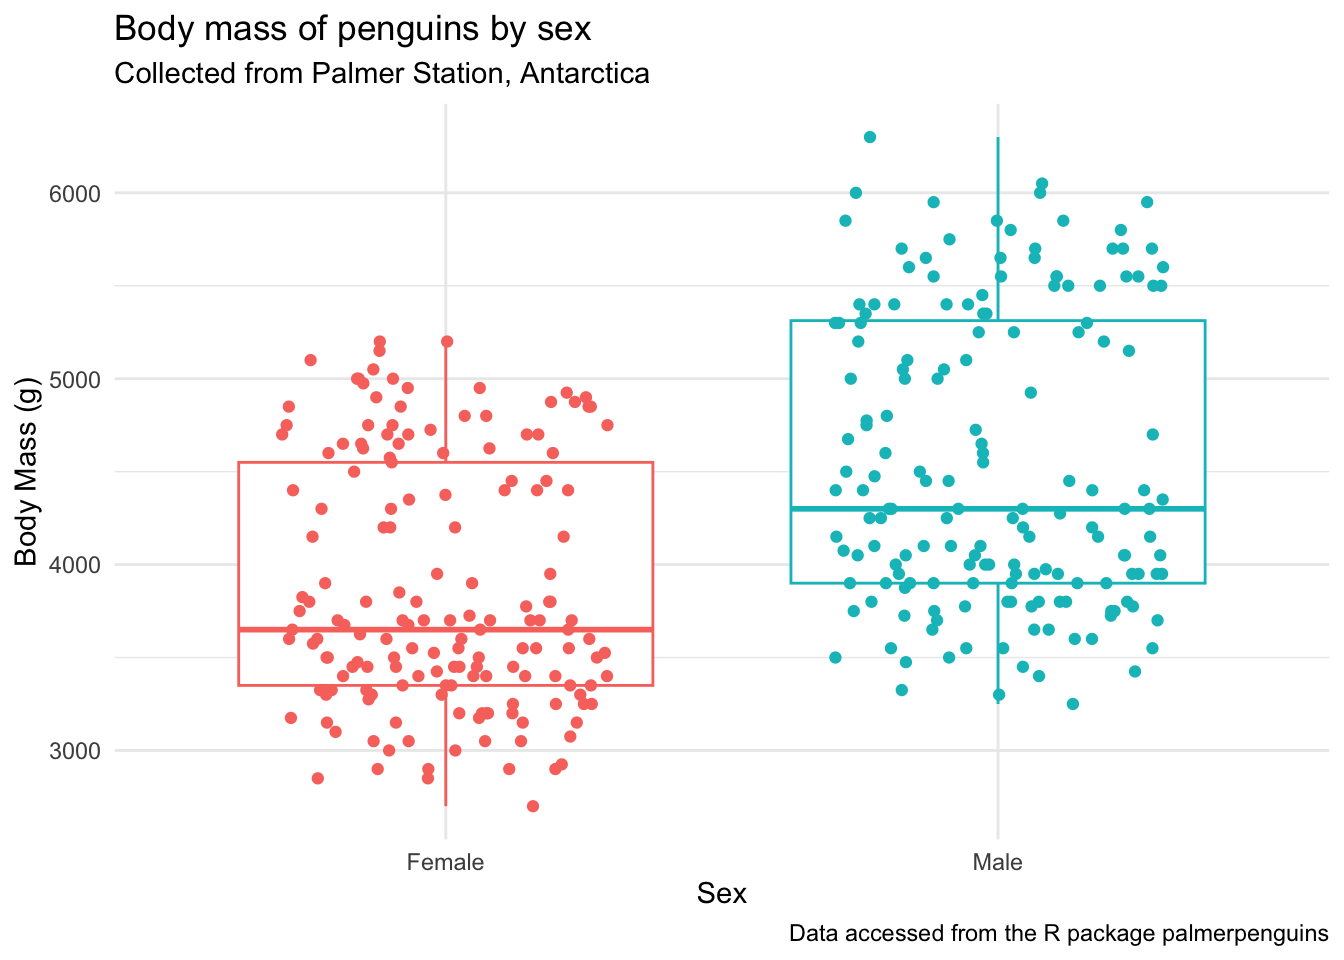 Body mass of penguins by sex
Collected from Palmer Station, Antarctica
Body Mass (g)
6000
5000
4000
3000
Female
Male
Sex
Data accessed from the R package palmerpenguins